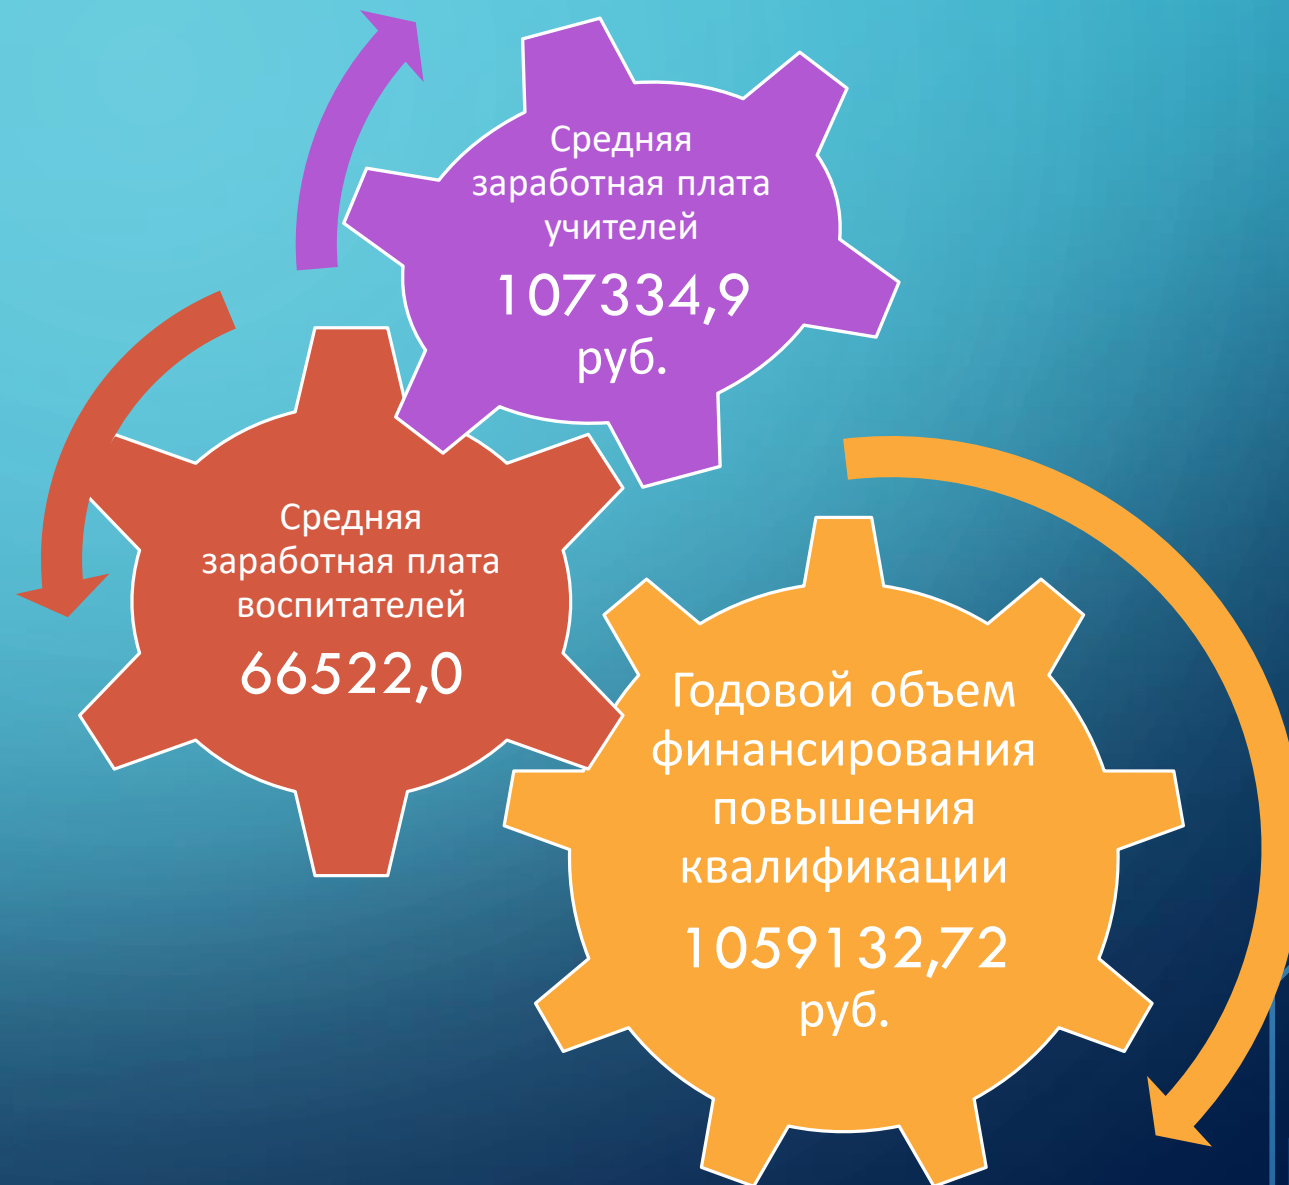 Средняя
заработная плата
учителей
107334,9
руб.
Средняя
заработная плата
воспитателей
66522,0
Годовой объем
финансирования
повышения
квалификации
1059132,72
руб.